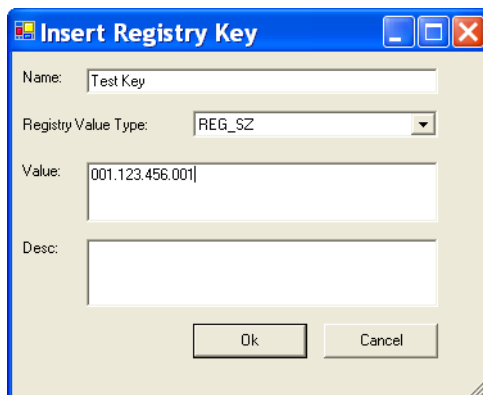 Insert Registry Key
Name: Test Key
Registry Value Type: REG_SZ
Value: 001.123.456.001
Desc:
Ok Cancel